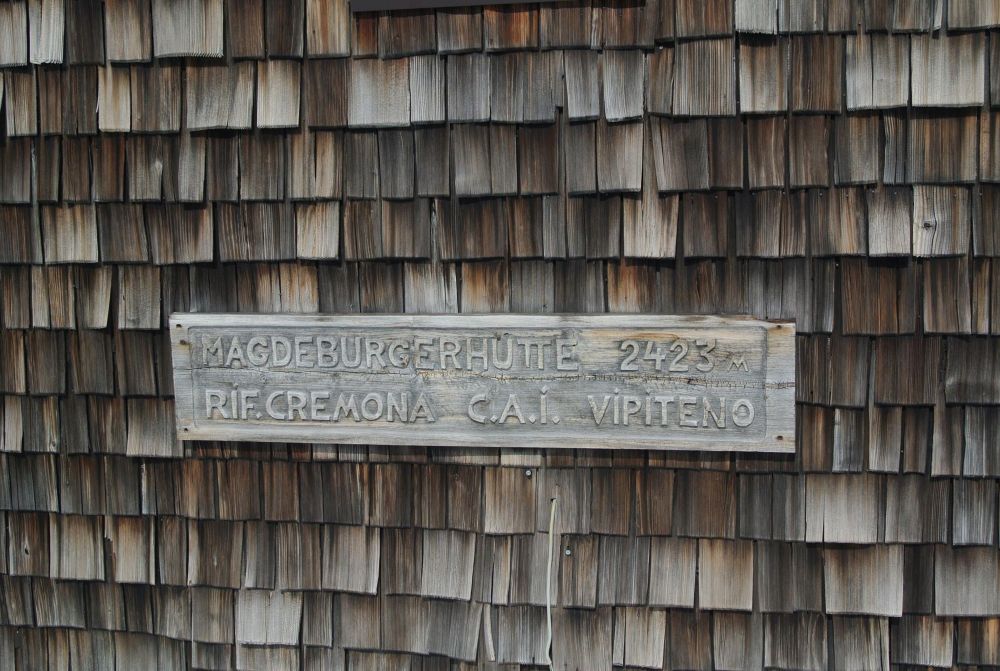 MAGDEBURGERHÜTTE 2423 M
RIF. CREMONA C.A.I. VIPITENO